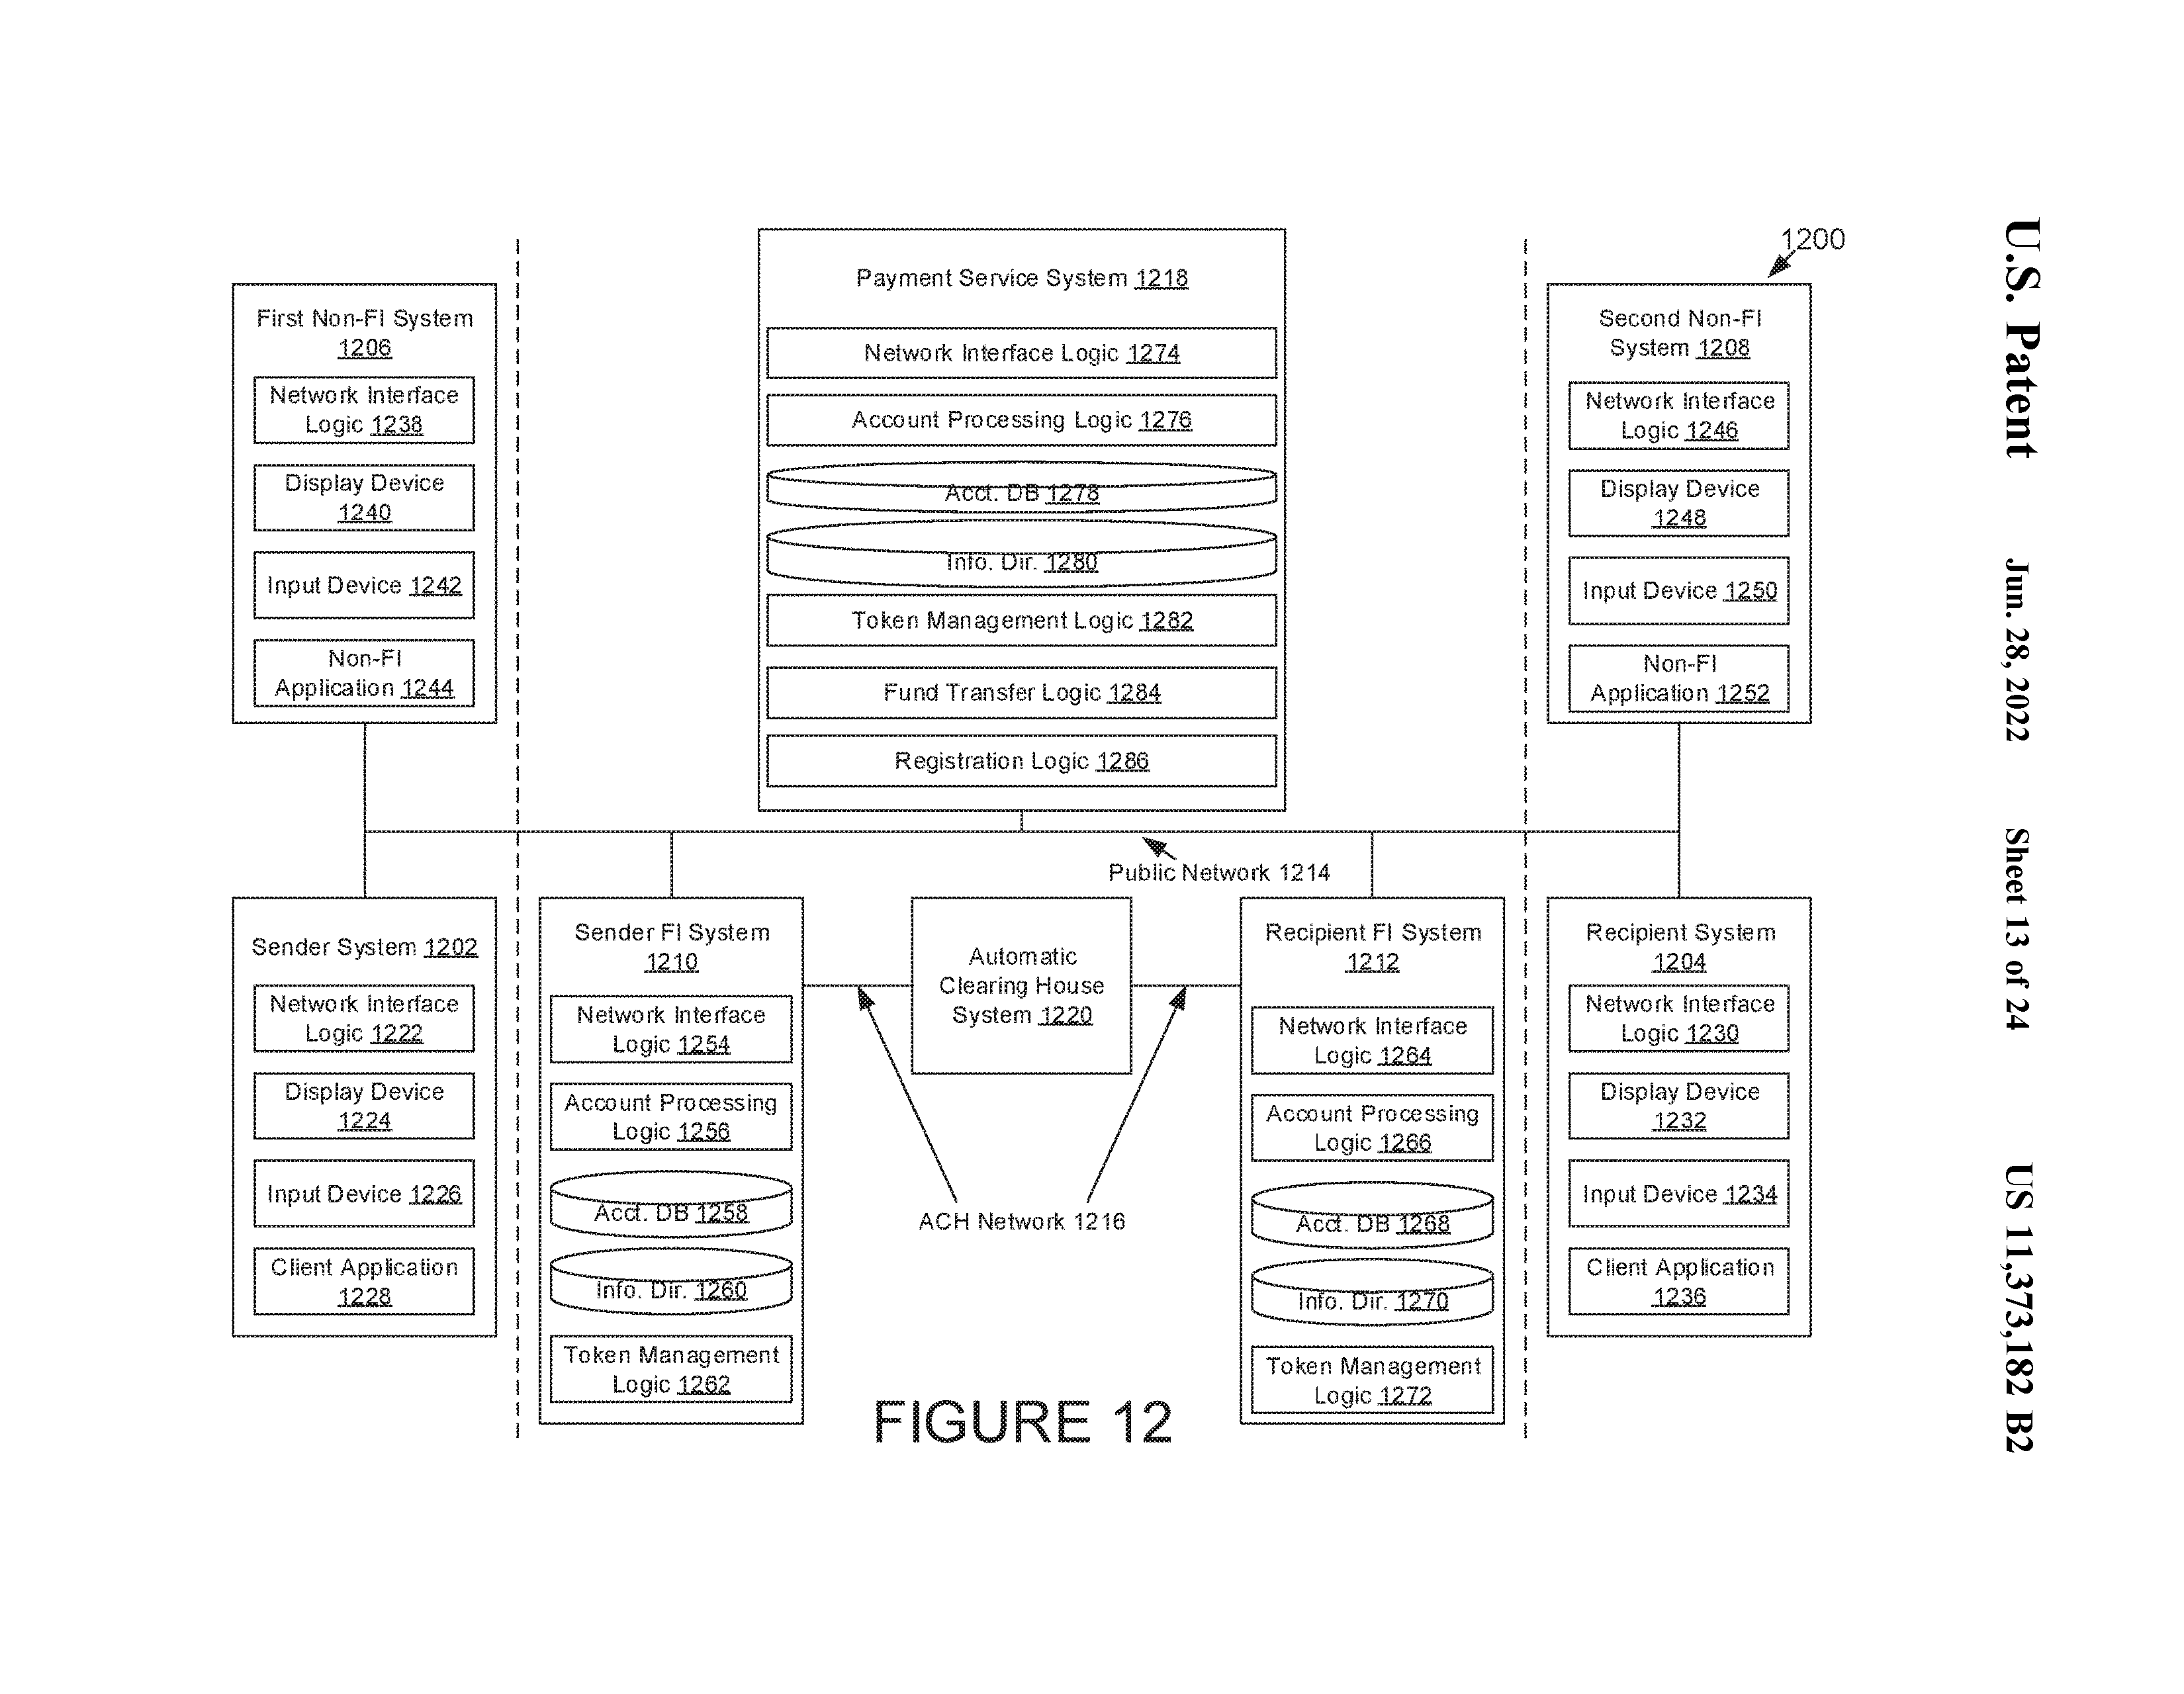 U.S. Patent Jun. 28, 2022 Sheet 13 of 24 US 11,373,182 B2
1200
First Non-FI System
1206
Network Interface
Logic 1238
Display Device
1240
Input Device 1242
Non-FI
Application 1244
Payment Service System 1218
Network Interface Logic 1274
Account Processing Logic 1276
Acct. DB 1278
Info. Dir. 1280
Token Management Logic 1282
Fund Transfer Logic 1284
Registration Logic 1286
Second Non-FI
System 1208
Network Interface
Logic 1246
Display Device
1248
Input Device 1250
Non-FI
Application 1252
Public Network 1214
Sender System 1202
Network Interface
Logic 1222
Display Device
1224
Input Device 1226
Client Application
1228
Sender FI System
1210
Network Interface
Logic 1254
Account Processing
Logic 1256
Acct. DB 1258
Info. Dir. 1260
Token Management
Logic 1262
Automatic
Clearing House
System 1220
ACH Network 1216
Recipient FI System
1212
Network Interface
Logic 1264
Account Processing
Logic 1266
Acct. DB 1268
Info. Dir. 1270
Token Management
Logic 1272
Recipient System
1204
Network Interface
Logic 1230
Display Device
1232
Input Device 1234
Client Application
1236
FIGURE 12